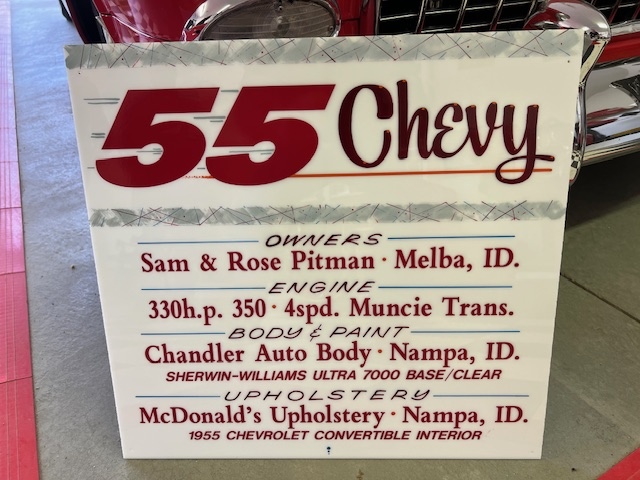 55 Chevy
OWNERS
Sam & Rose Pitman · Melba, ID.
ENGINE
330h.p. 350 · 4spd. Muncie Trans.
BODY & PAINT
Chandler Auto Body · Nampa, ID.
SHERWIN-WILLIAMS ULTRA 7000 BASE/CLEAR
UPHOLSTERY
McDonald's Upholstery · Nampa, ID.
1955 CHEVROLET CONVERTIBLE INTERIOR